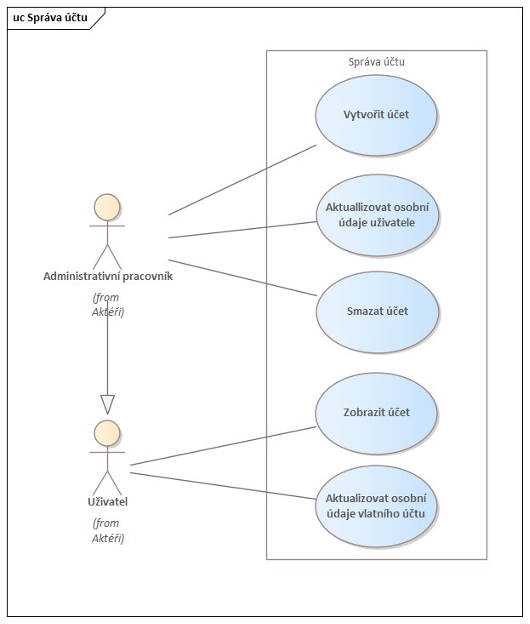 uc Správa účtu
Správa účtu
Vytvořit účet
Aktuallizovat osobní
údaje uživatele
Administrativní pracovník
(from
Aktéři)
Smazat účet
Zobrazit účet
Uživatel
(from
Aktéři)
Aktualizovat osobní
údaje vlatního účtu